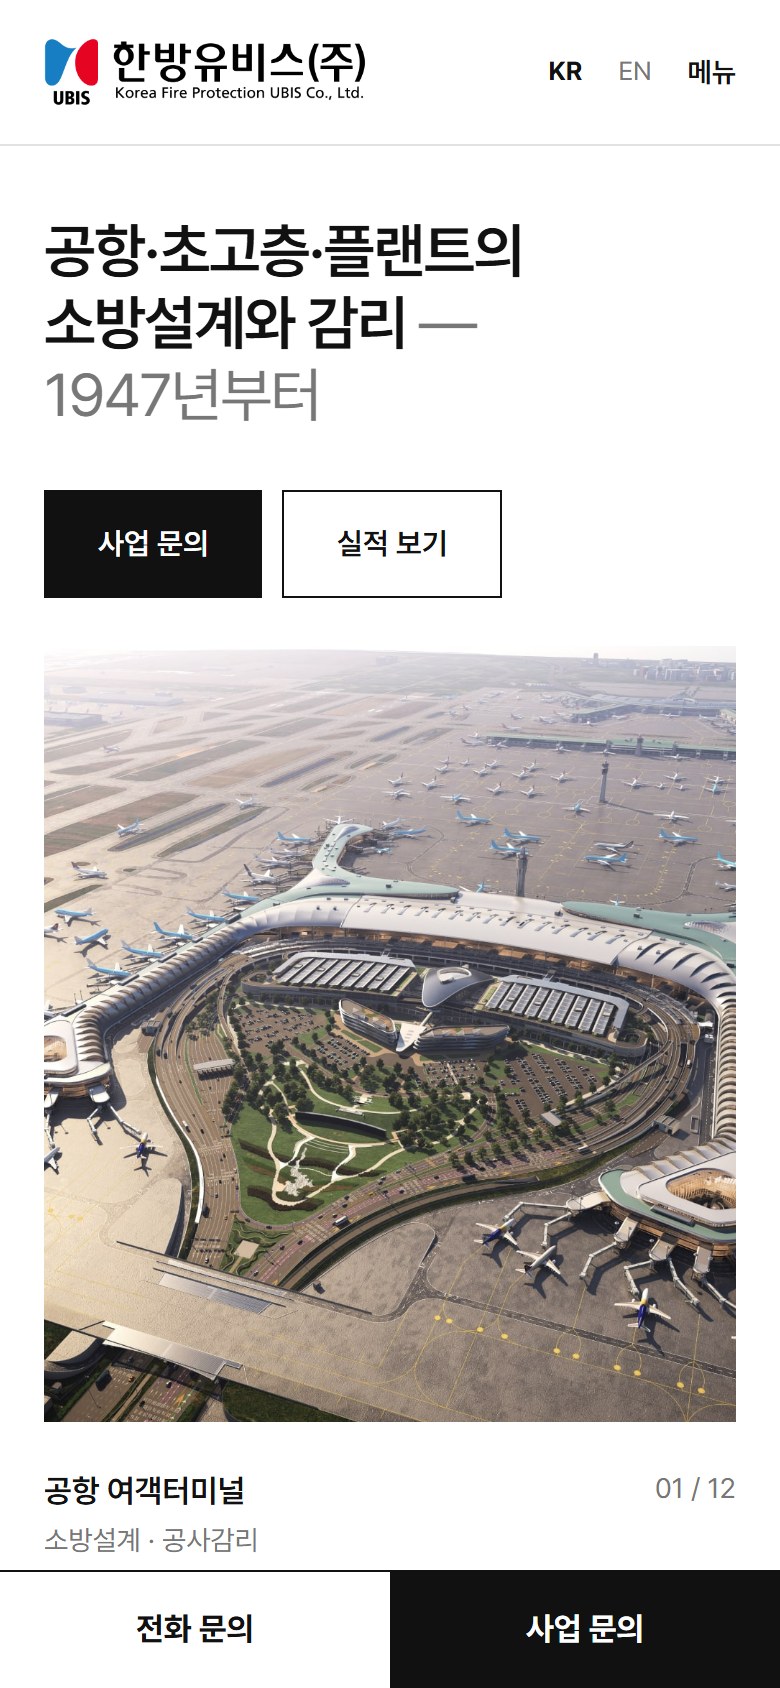 한방유비스(주)
Korea Fire Protection UBIS Co., Ltd.
UBIS
KR EN 메뉴
공항·초고층·플랜트의
소방설계와 감리 —
1947년부터
사업 문의 실적 보기
공항 여객터미널 01 / 12
소방설계 · 공사감리
전화 문의 사업 문의